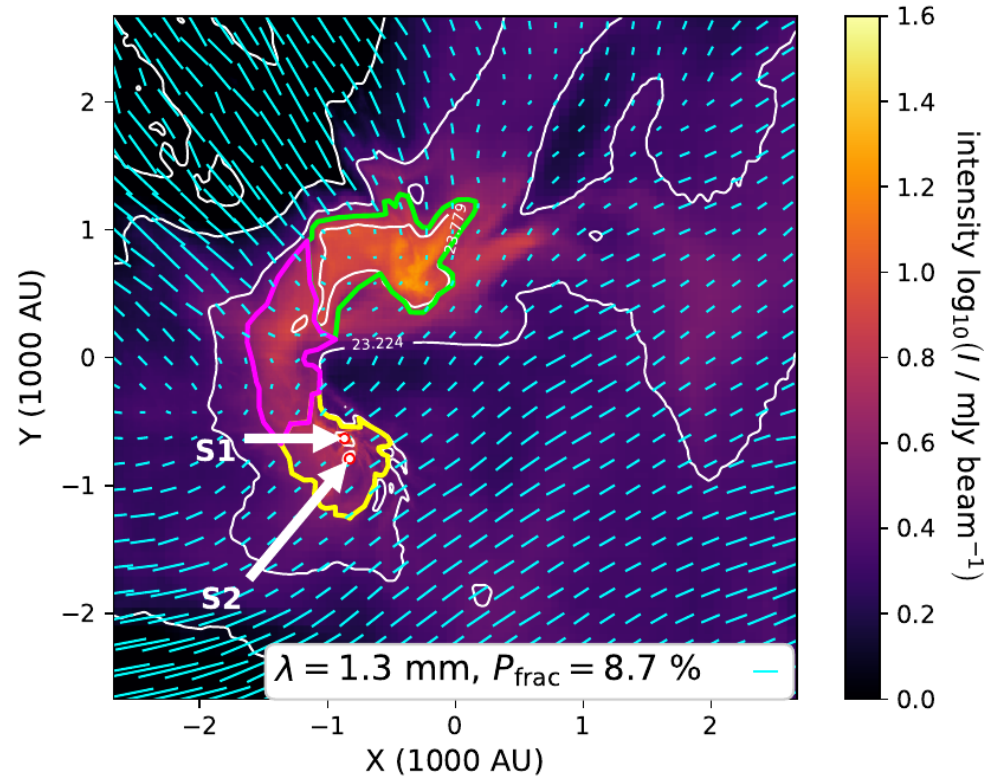 1.6
1.4
1.2
1.0
0.8
0.6
0.4
0.2
0.0
intensity log₁₀(I / mJy beam⁻¹)
2
1
0
−1
−2
Y (1000 AU)
23.779
23.224
S1
S2
λ = 1.3 mm, P_frac = 8.7 %
−2 −1 0 1 2
X (1000 AU)